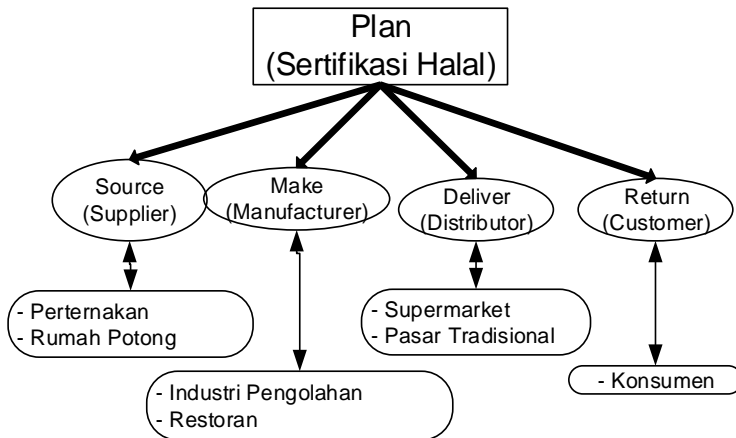 Plan
(Sertifikasi Halal)
Source
(Supplier)
Make
(Manufacturer)
Deliver
(Distributor)
Return
(Customer)
- Perternakan
- Rumah Potong
- Supermarket
- Pasar Tradisional
- Industri Pengolahan
- Restoran
- Konsumen